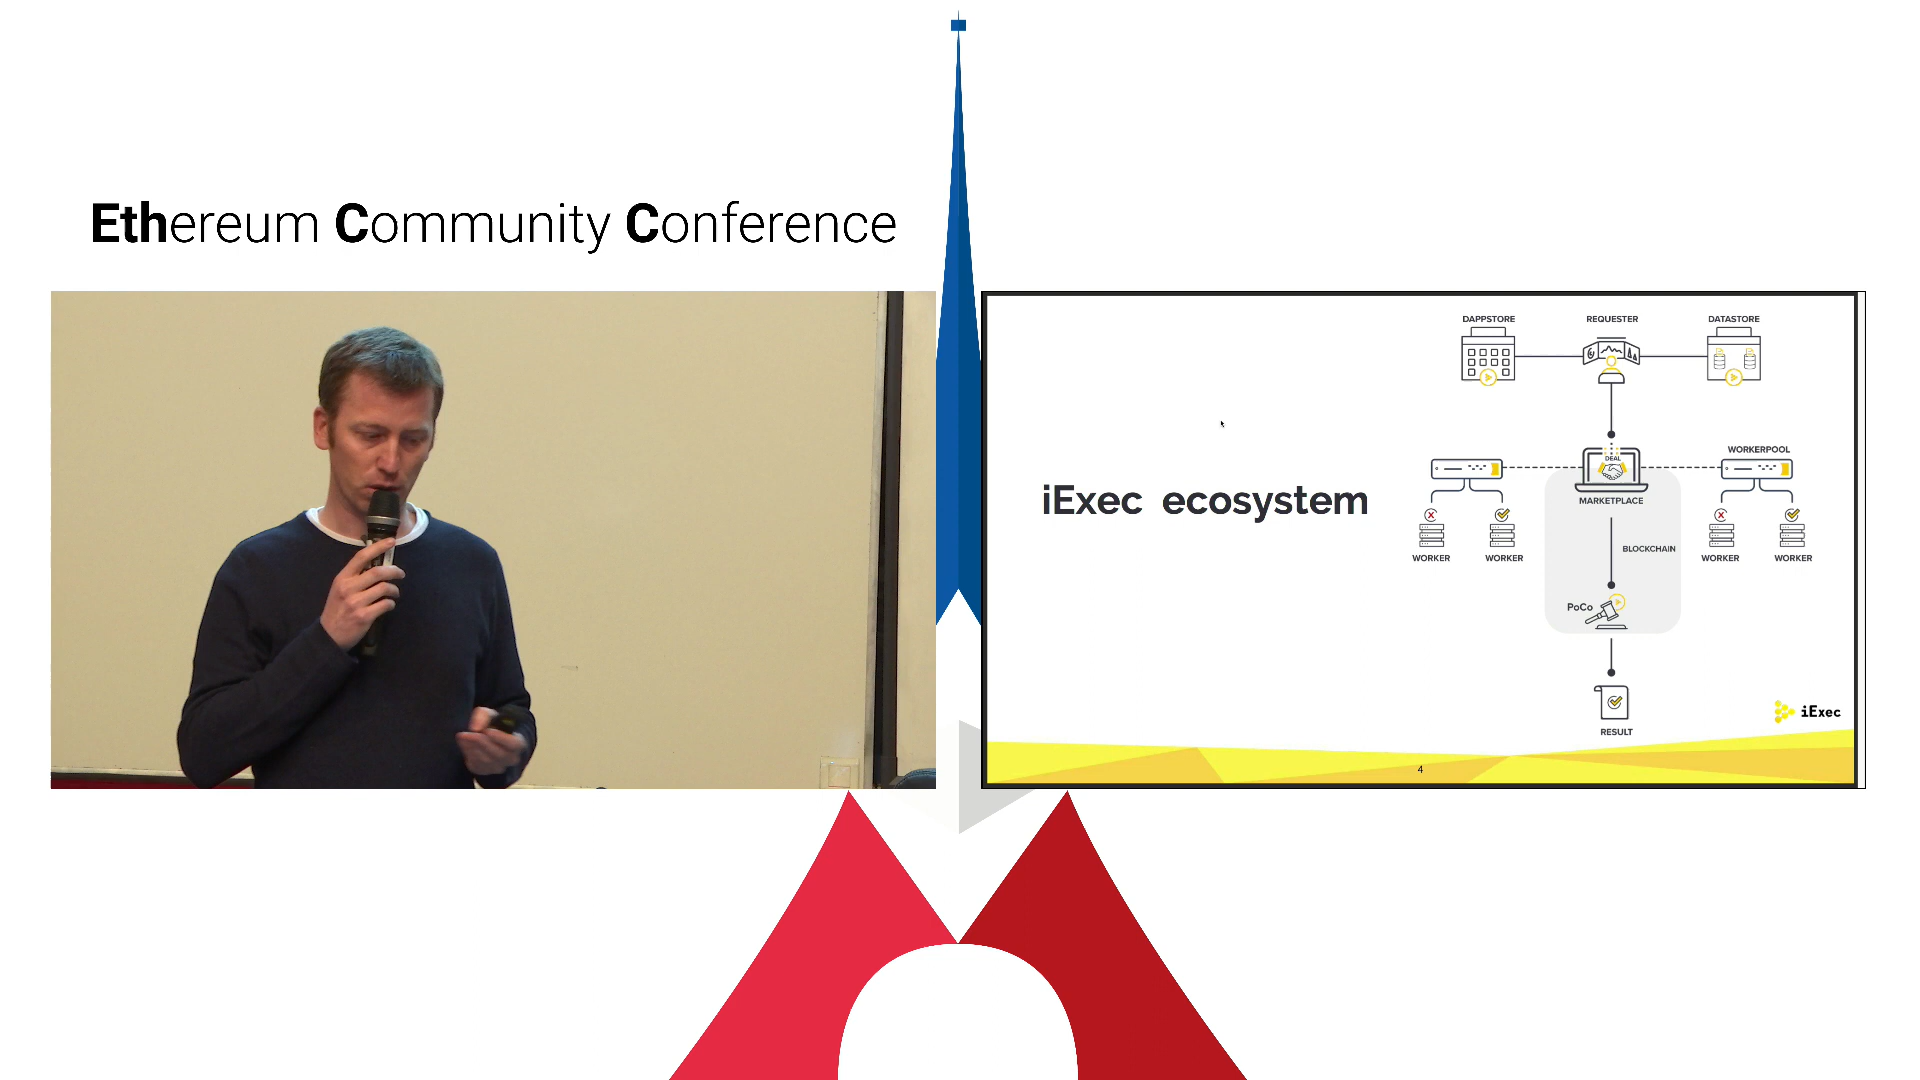 Ethereum Community Conference
DAPPSTORE
REQUESTER
DATASTORE
DEAL
WORKERPOOL
MARKETPLACE
iExec ecosystem
WORKER
WORKER
BLOCKCHAIN
WORKER
WORKER
PoCo
RESULT
iExec
4